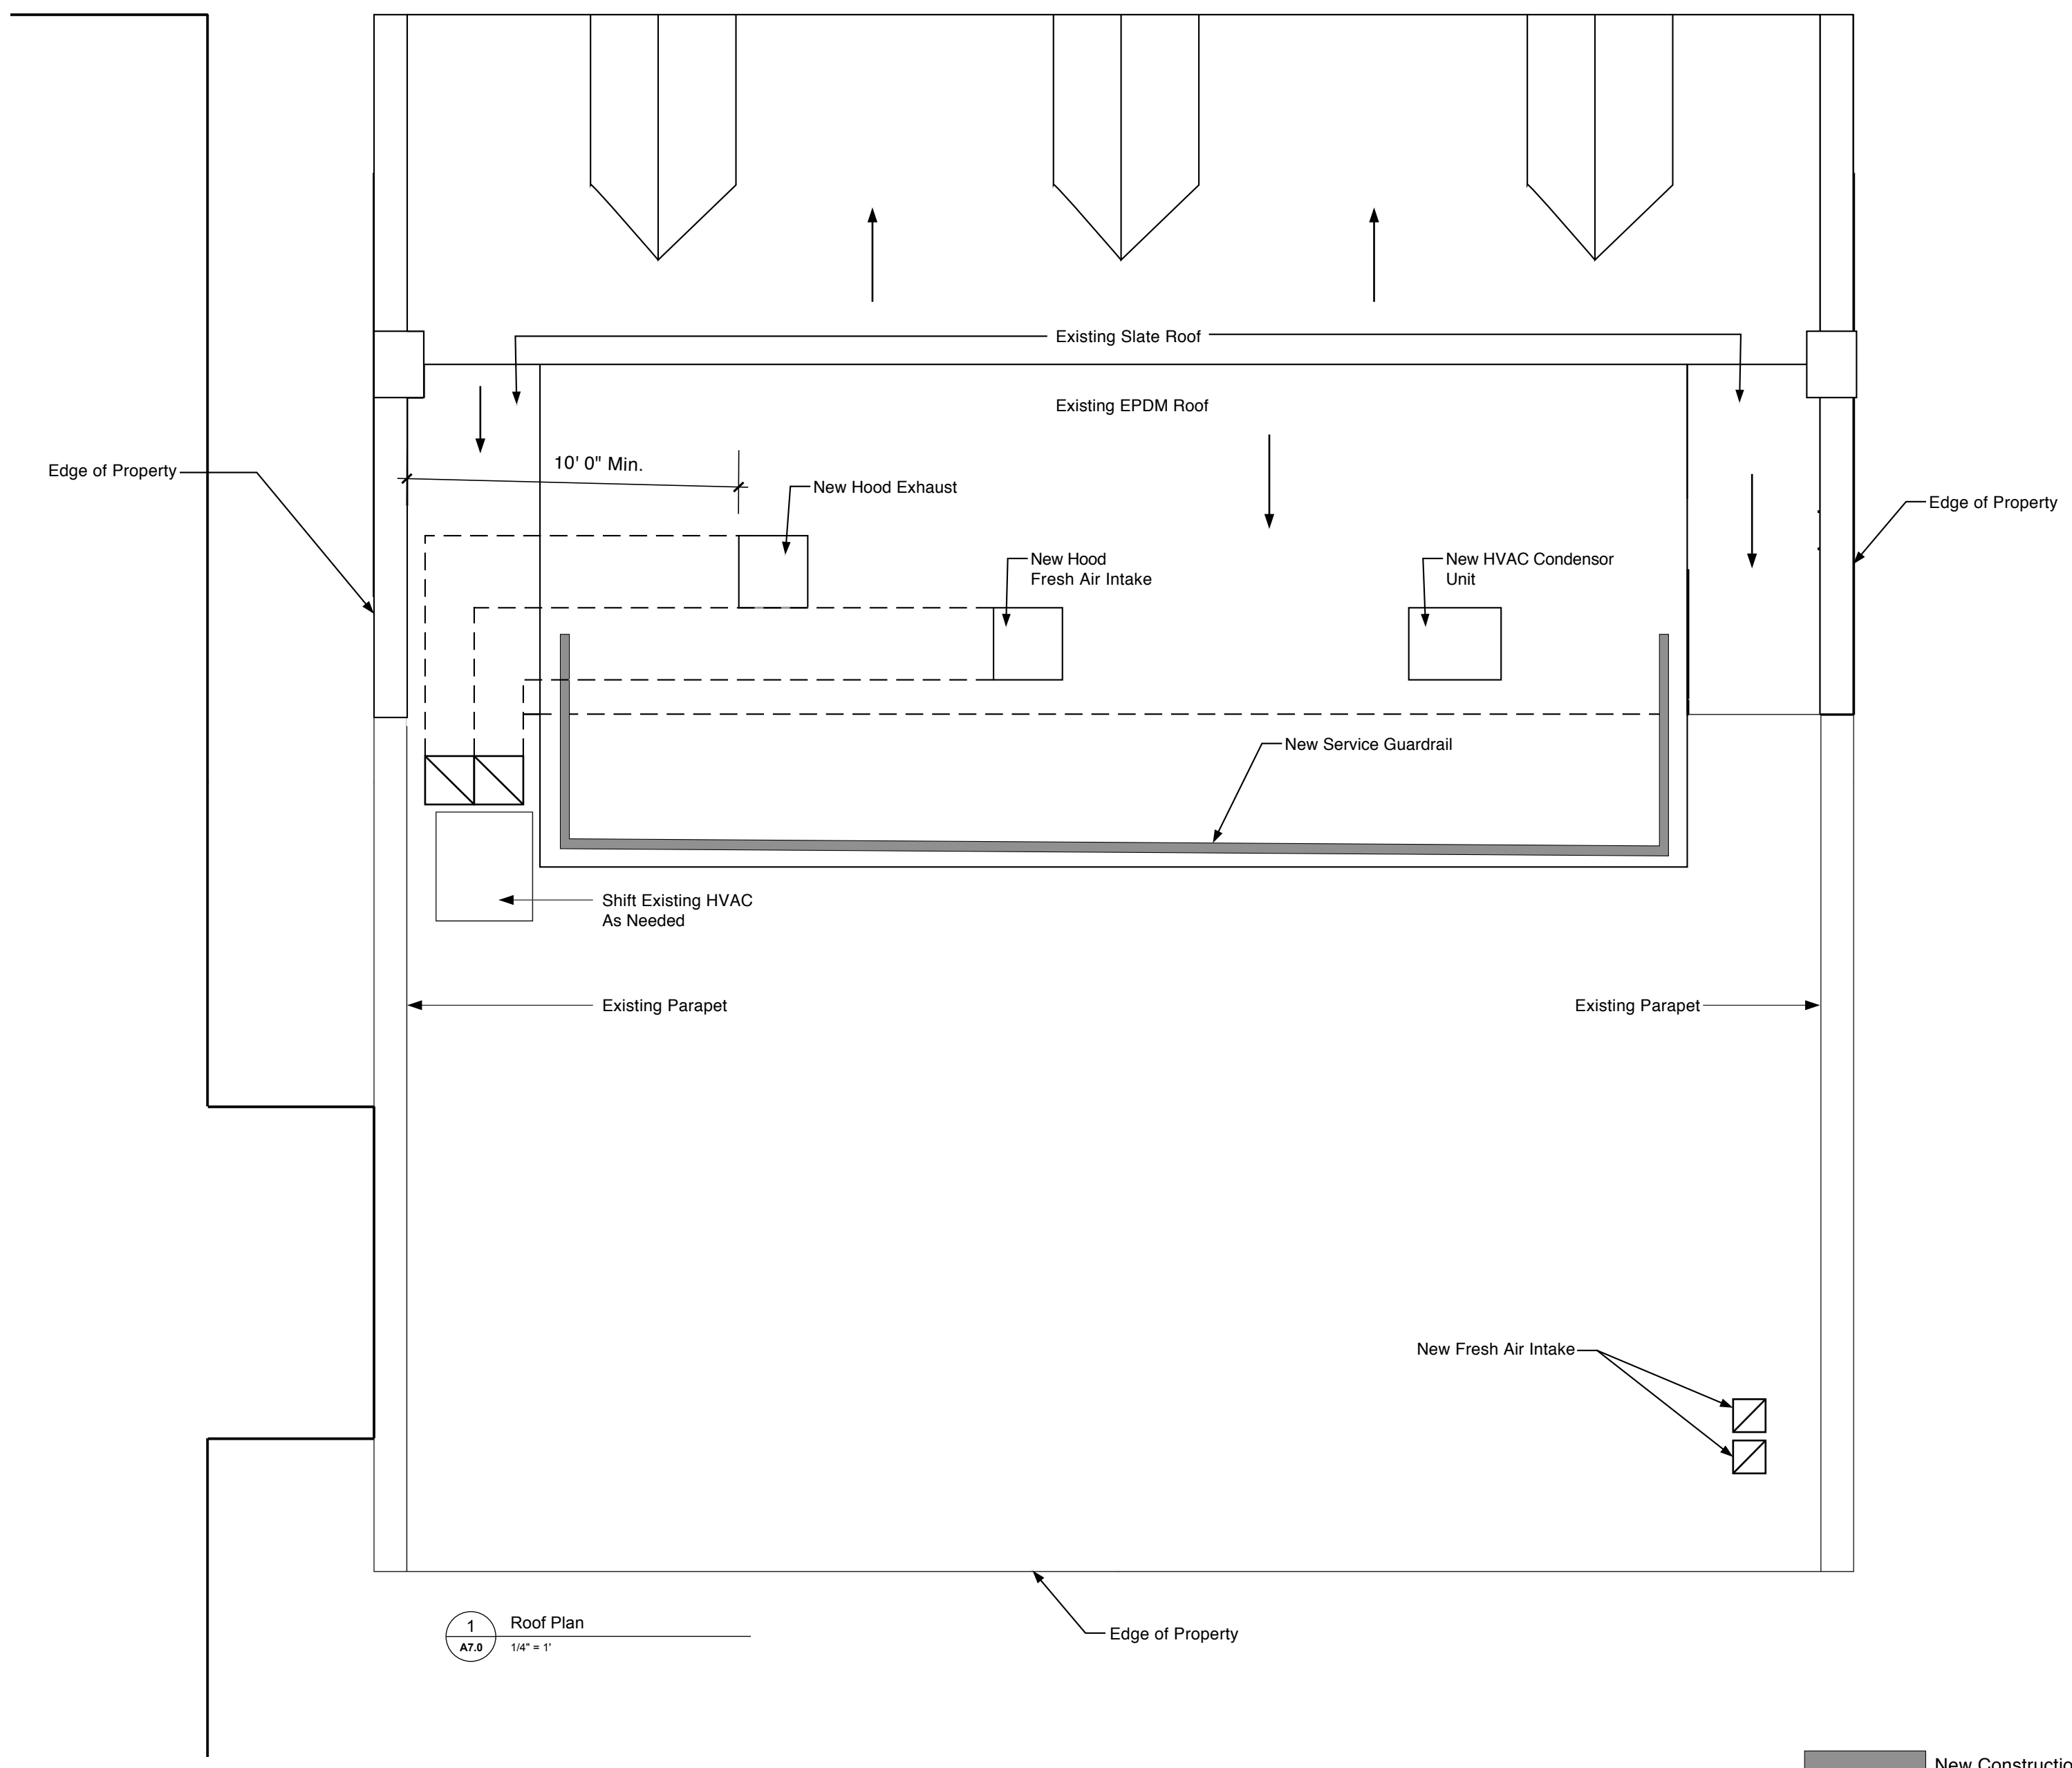 Existing Slate Roof
Existing EPDM Roof
Edge of Property
10' 0" Min.
New Hood Exhaust
Edge of Property
New Hood
Fresh Air Intake
New HVAC Condensor
Unit
New Service Guardrail
Shift Existing HVAC
As Needed
Existing Parapet
Existing Parapet
New Fresh Air Intake
1
Roof Plan
A7.0
1/4" = 1'
Edge of Property
New Constructio